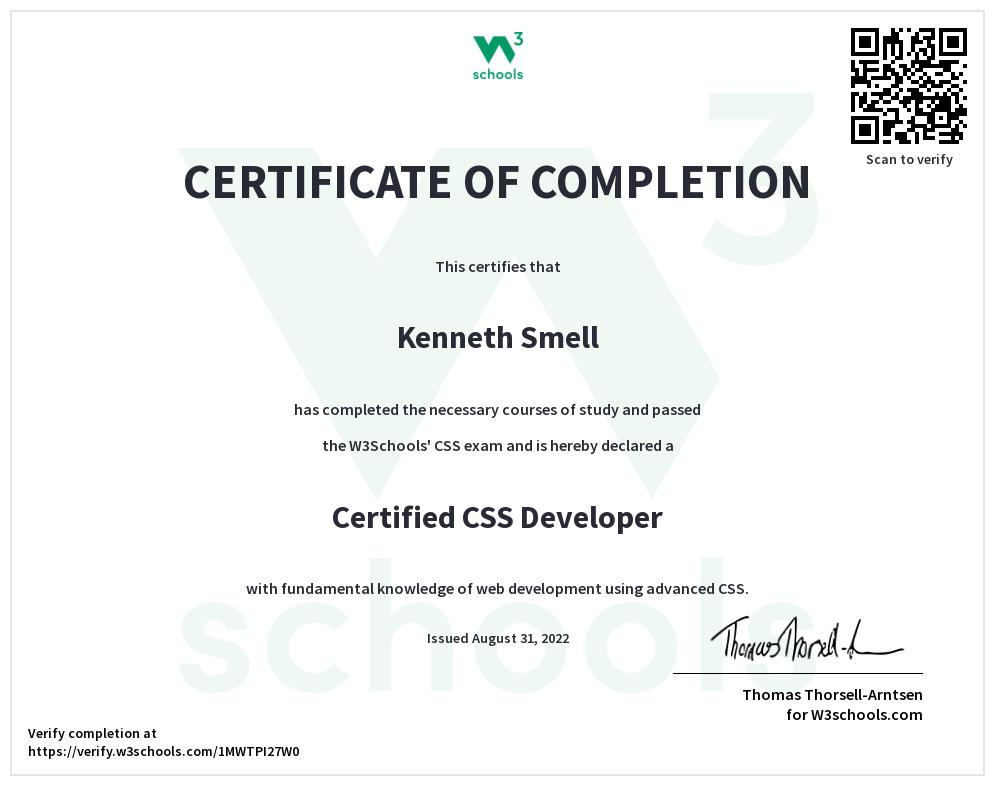 W3
schools
Scan to verify
CERTIFICATE OF COMPLETION
This certifies that
Kenneth Smell
has completed the necessary courses of study and passed
the W3Schools' CSS exam and is hereby declared a
Certified CSS Developer
with fundamental knowledge of web development using advanced CSS.
Issued August 31, 2022
Thomas Thorsell-A
Thomas Thorsell-Arntsen
for W3schools.com
Verify completion at
https://verify.w3schools.com/1MWTPI27W0
W3
schools